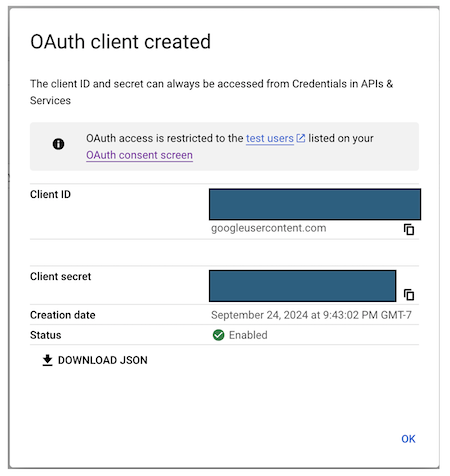 OAuth client created
The client ID and secret can always be accessed from Credentials in APIs &
Services
OAuth access is restricted to the test users listed on your
OAuth consent screen
Client ID
googleusercontent.com
Client secret
Creation date September 24, 2024 at 9:43:02 PM GMT-7
Status Enabled
DOWNLOAD JSON
OK